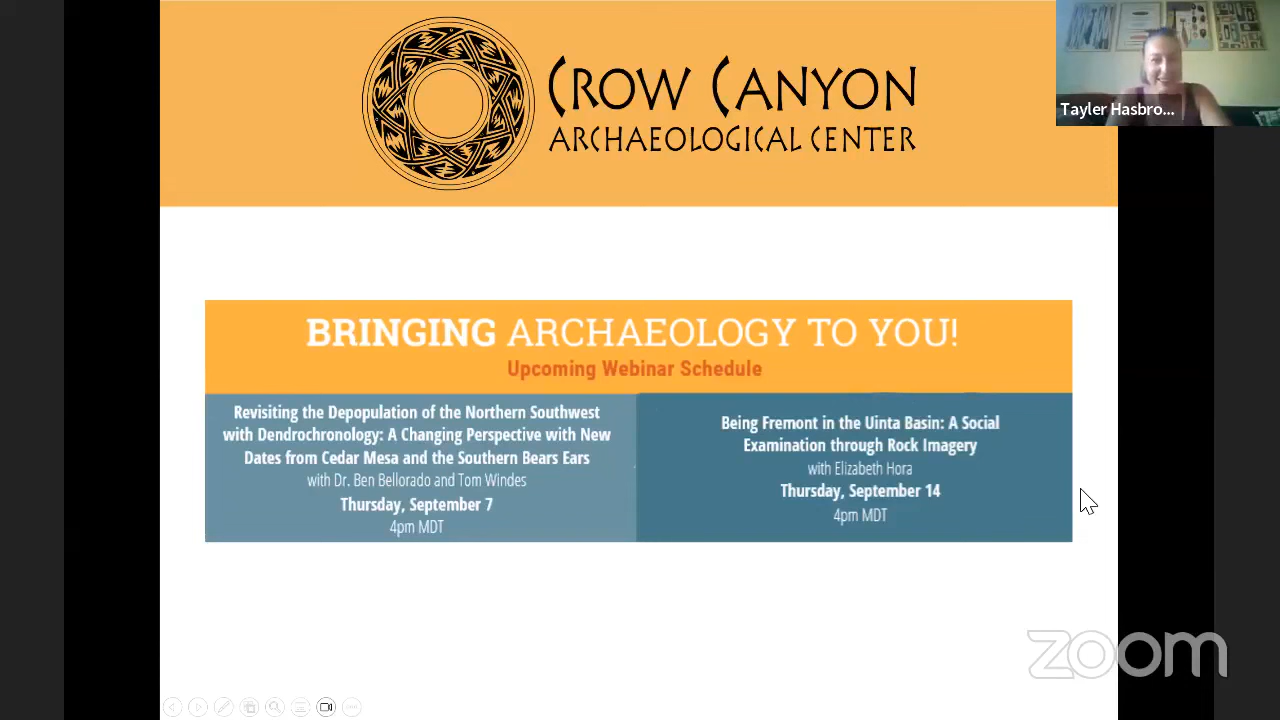 CROW CANYON
ARCHAEOLOGICAL CENTER
Tayler Hasbro...
BRINGING ARCHAEOLOGY TO YOU!
Upcoming Webinar Schedule
Revisiting the Depopulation of the Northern Southwest
with Dendrochronology: A Changing Perspective with New
Dates from Cedar Mesa and the Southern Bears Ears
with Dr. Ben Bellorado and Tom Windes
Thursday, September 7
4pm MDT
Being Fremont in the Uinta Basin: A Social
Examination through Rock Imagery
with Elizabeth Hora
Thursday, September 14
4pm MDT
zoom